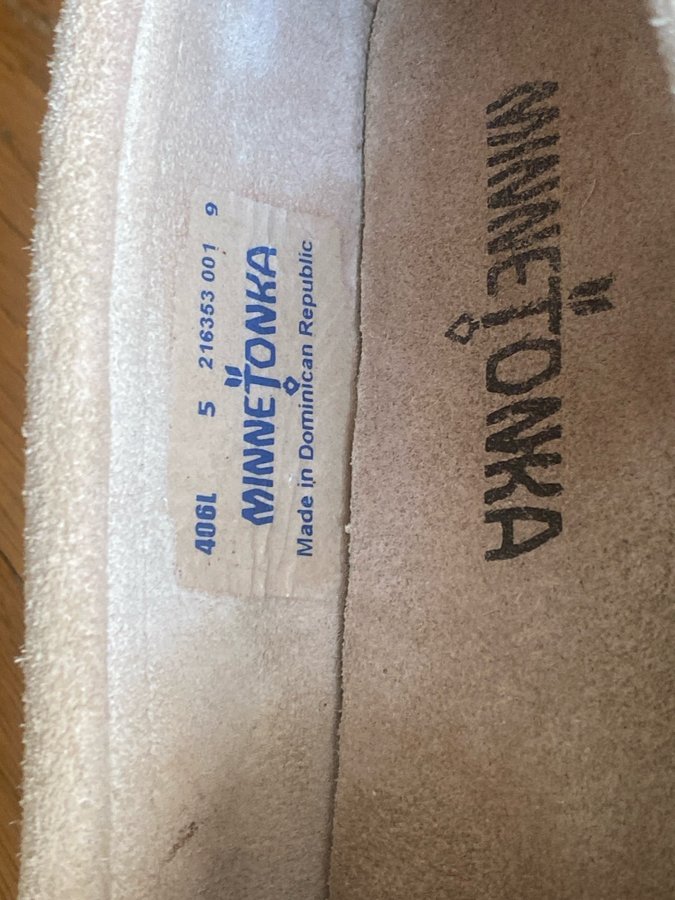 406L 5 216353 001 9
MINNETONKA
Made in Dominican Republic
MINNETONKA